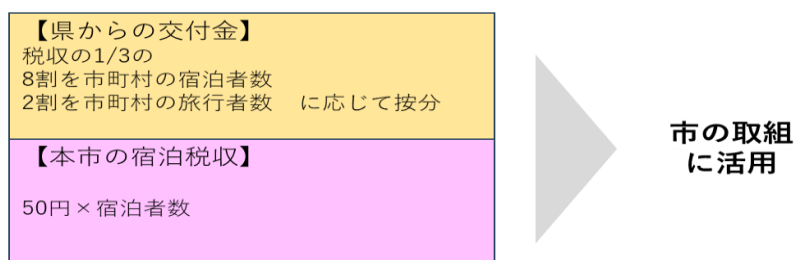 【県からの交付金】
税収の1/3の
8割を市町村の宿泊者数
2割を市町村の旅行者数　に応じて按分
【本市の宿泊税収】
50円×宿泊者数
市の取組
に活用